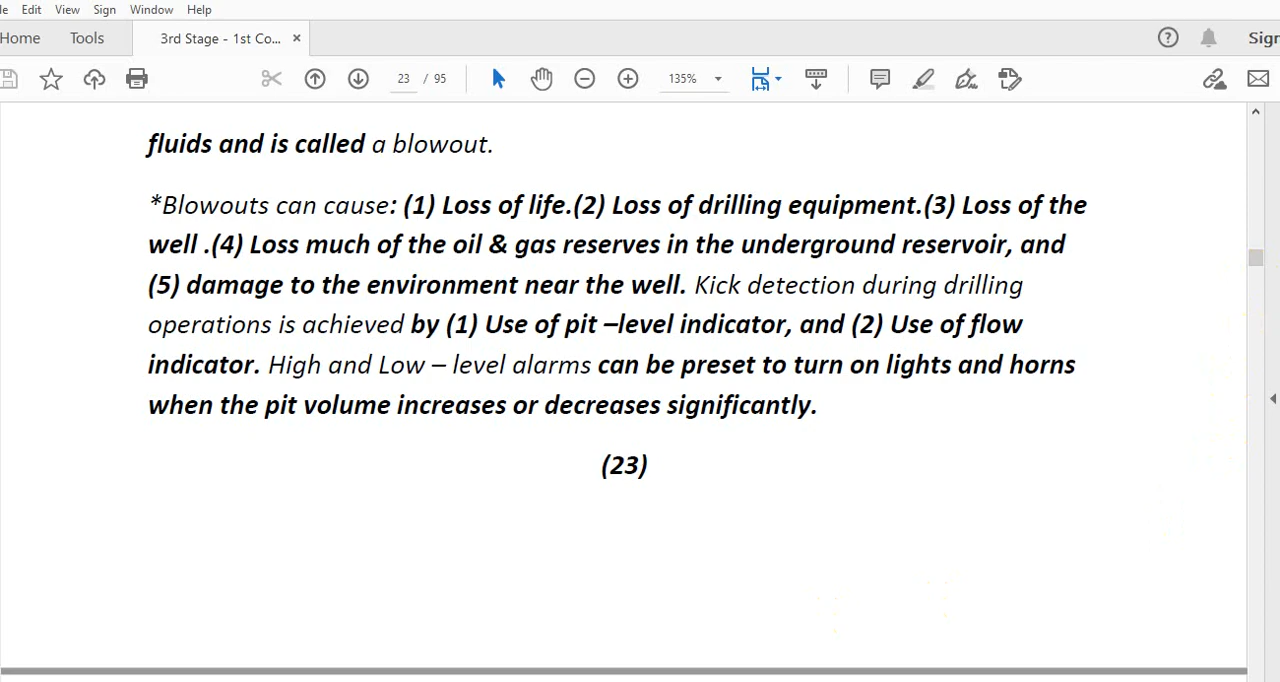 le Edit View Sign Window Help
Home Tools 3rd Stage - 1st Co... × ? Sign
23 / 95 135%
fluids and is called a blowout.
*Blowouts can cause: (1) Loss of life.(2) Loss of drilling equipment.(3) Loss of the
well .(4) Loss much of the oil & gas reserves in the underground reservoir, and
(5) damage to the environment near the well. Kick detection during drilling
operations is achieved by (1) Use of pit –level indicator, and (2) Use of flow
indicator. High and Low – level alarms can be preset to turn on lights and horns
when the pit volume increases or decreases significantly.
(23)